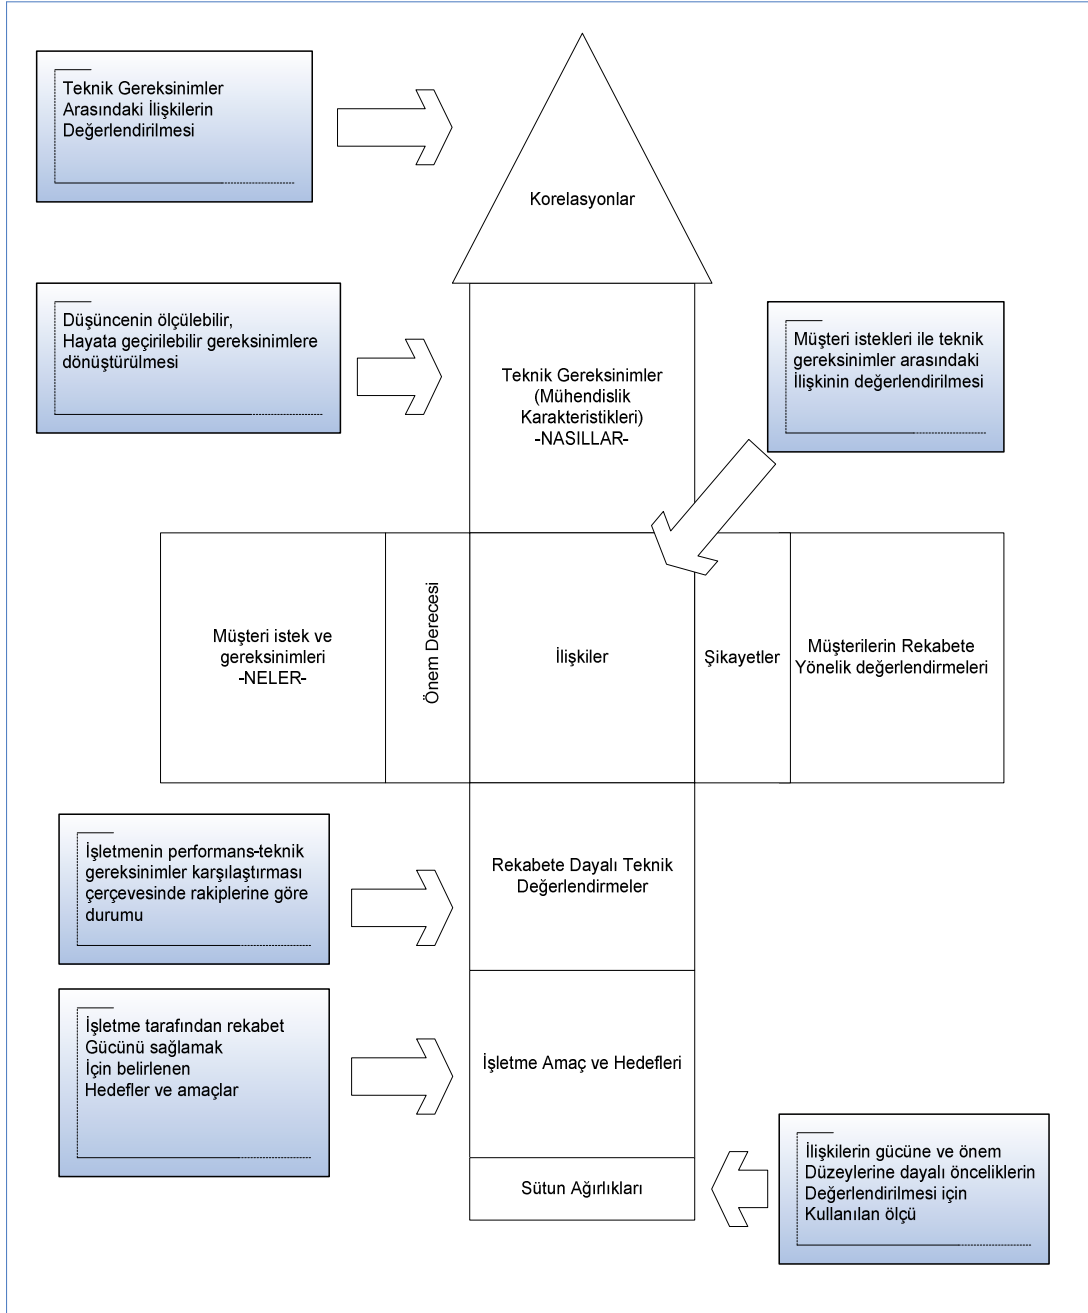 Teknik Gereksinimler
Arasındaki İlişkilerin
Değerlendirilmesi
Korelasyonlar
Düşüncenin ölçülebilir,
Hayata geçirilebilir gereksinimlere
dönüştürülmesi
Teknik Gereksinimler
(Mühendislik
Karakteristikleri)
-NASILLAR-
Müşteri istekleri ile teknik
gereksinimler arasındaki
İlişkinin değerlendirilmesi
Müşteri istek ve
gereksinimleri
-NELER-
Önem Derecesi
İlişkiler
Şikayetler
Müşterilerin Rekabete
Yönelik değerlendirmeleri
İşletmenin performans-teknik
gereksinimler karşılaştırması
çerçevesinde rakiplerine göre
durumu
Rekabete Dayalı Teknik
Değerlendirmeler
İşletme tarafından rekabet
Gücünü sağlamak
İçin belirlenen
Hedefler ve amaçlar
İşletme Amaç ve Hedefleri
Sütun Ağırlıkları
İlişkilerin gücüne ve önem
Düzeylerine dayalı önceliklerin
Değerlendirilmesi için
Kullanılan ölçü